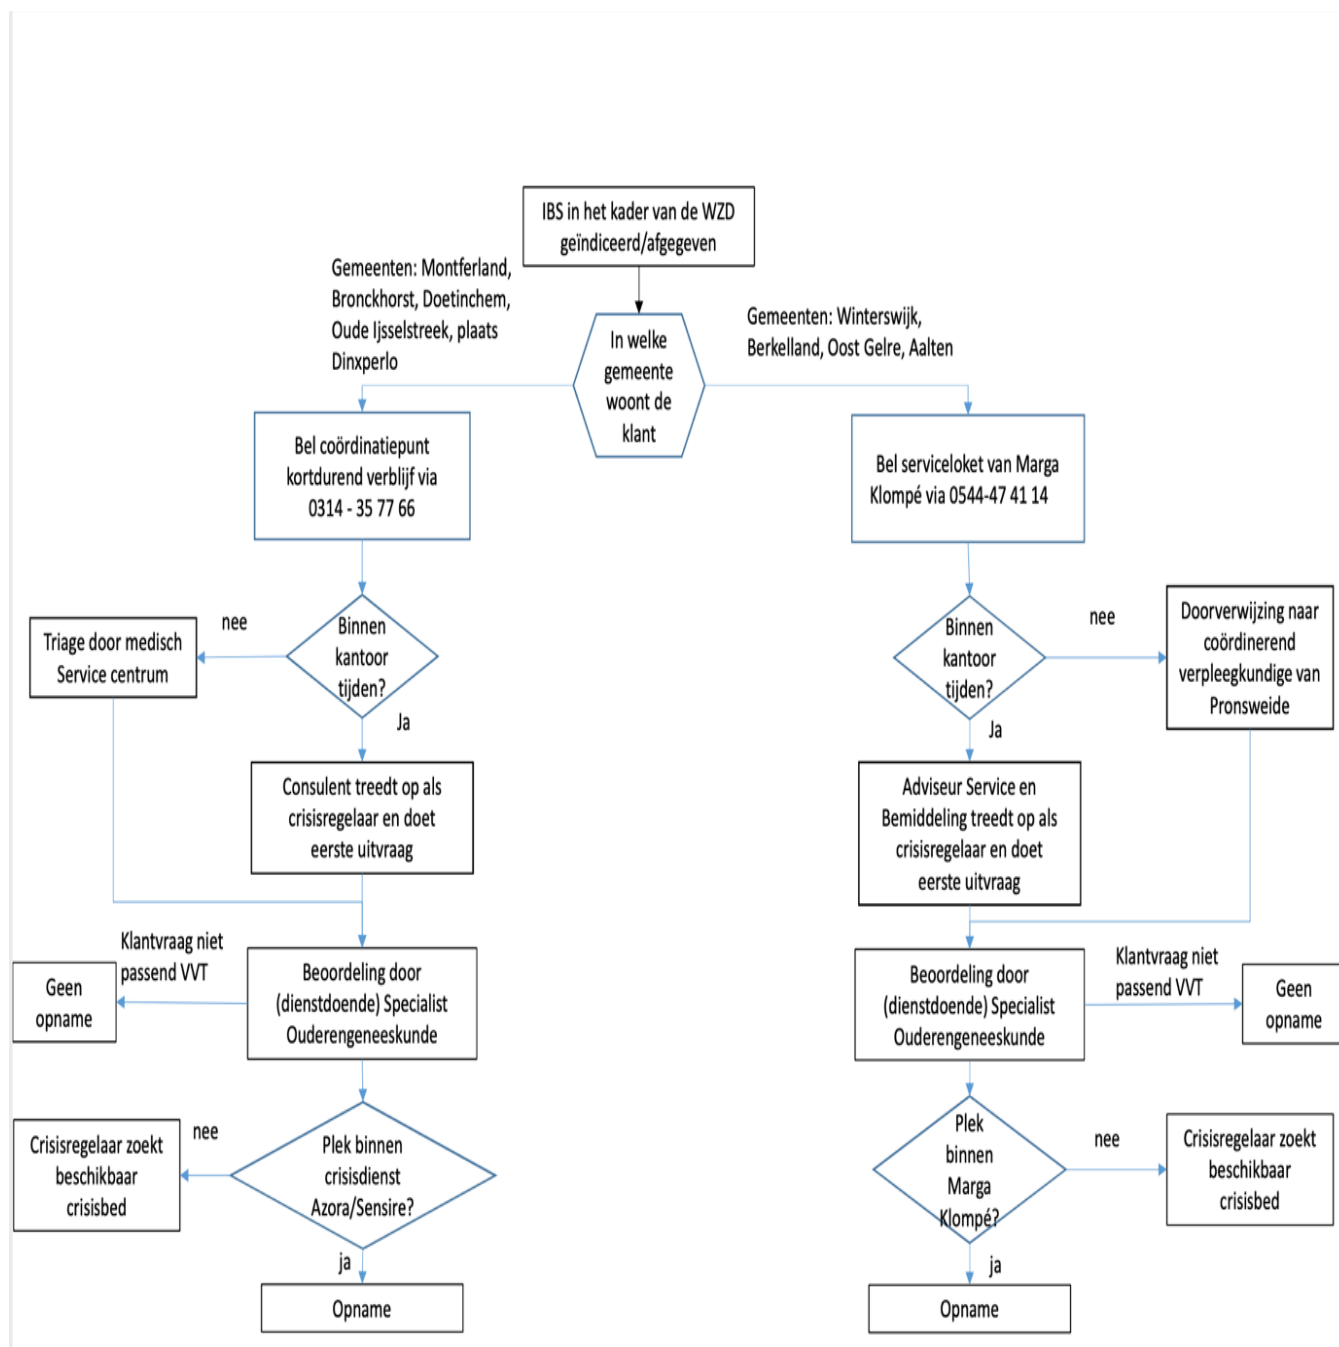 IBS in het kader van de WZD
geïndiceerd/afgegeven
Gemeenten: Montferland,
Bronckhorst, Doetinchem,
Oude Ijsselstreek, plaats
Dinxperlo
In welke
gemeente
woont de
klant
Gemeenten: Winterswijk,
Berkelland, Oost Gelre, Aalten
Bel coördinatiepunt
kortdurend verblijf via
0314 - 35 77 66
Bel serviceloket van Marga
Klompé via 0544-47 41 14
Binnen
kantoor
tijden?
nee
Triage door medisch
Service centrum
Ja
Binnen
kantoor
tijden?
nee
Doorverwijzing naar
coördinerend
verpleegkundige van
Pronsweide
Ja
Consulent treedt op als
crisisregelaar en doet
eerste uitvraag
Adviseur Service en
Bemiddeling treedt op als
crisisregelaar en doet
eerste uitvraag
Beoordeling door
(dienstdoende) Specialist
Ouderengeneeskunde
Klantvraag niet
passend VVT
Geen
opname
Beoordeling door
(dienstdoende) Specialist
Ouderengeneeskunde
Klantvraag niet
passend VVT
Geen
opname
Plek binnen
crisisdienst
Azora/Sensire?
nee
Crisisregelaar zoekt
beschikbaar
crisisbed
ja
Opname
Plek
binnen
Marga
Klompé?
nee
Crisisregelaar zoekt
beschikbaar
crisisbed
ja
Opname